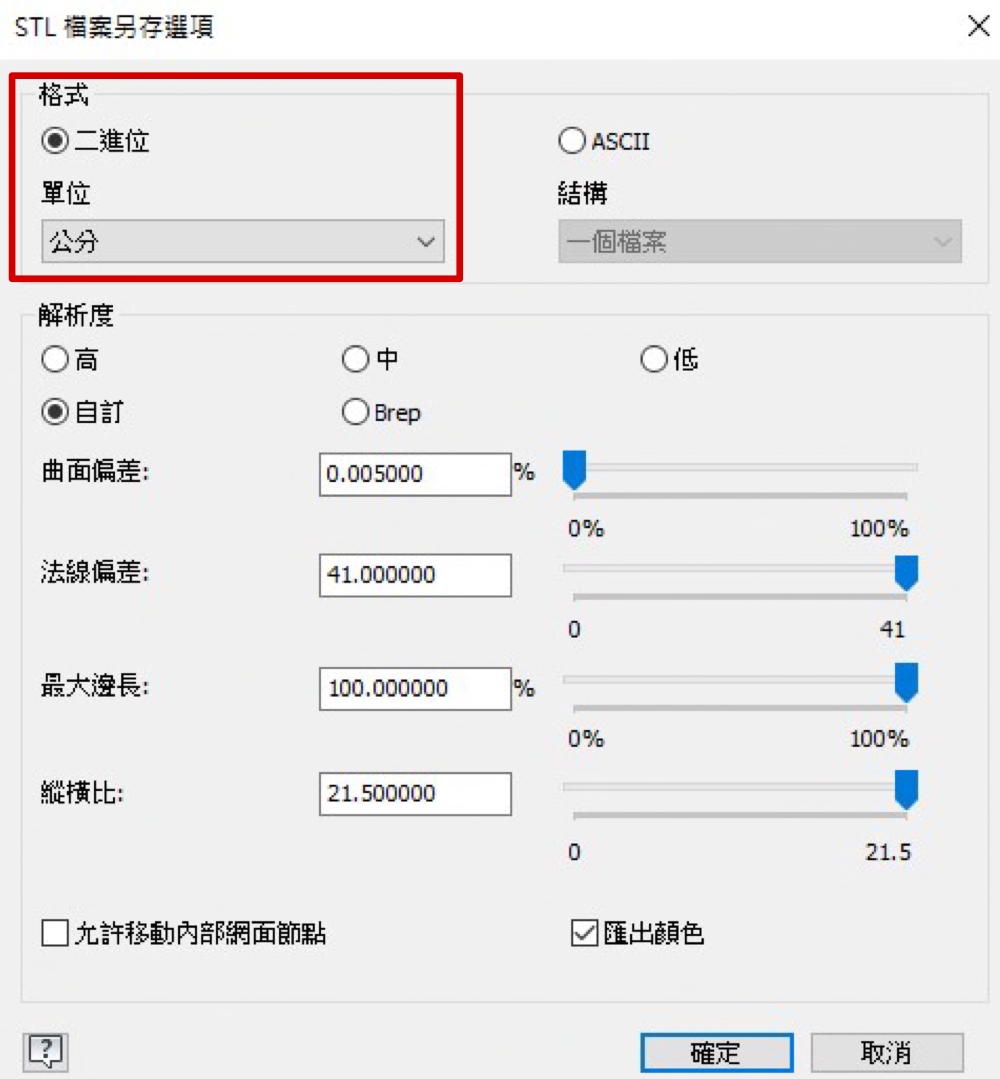 STL 檔案另存選項
格式
二進位
ASCII
單位
結構
公分
一個檔案
解析度
高
中
低
自訂
Brep
曲面偏差:
0.005000
%
0%
100%
法線偏差:
41.000000
0
41
最大邊長:
100.000000
%
0%
100%
縱橫比:
21.500000
0
21.5
允許移動內部網面節點
匯出顏色
?
確定
取消